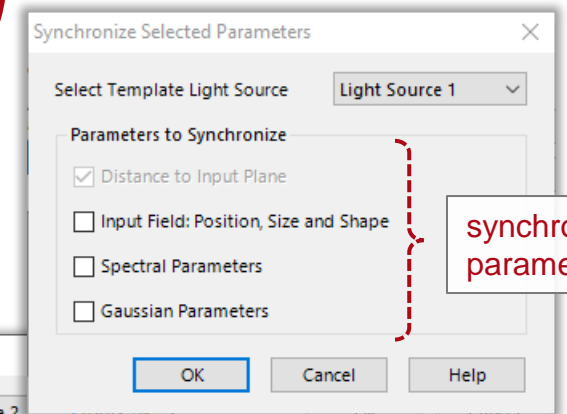 Synchronize Selected Parameters
Select Template Light Source Light Source 1
Parameters to Synchronize
Distance to Input Plane
Input Field: Position, Size and Shape
Spectral Parameters
Gaussian Parameters
OK Cancel Help